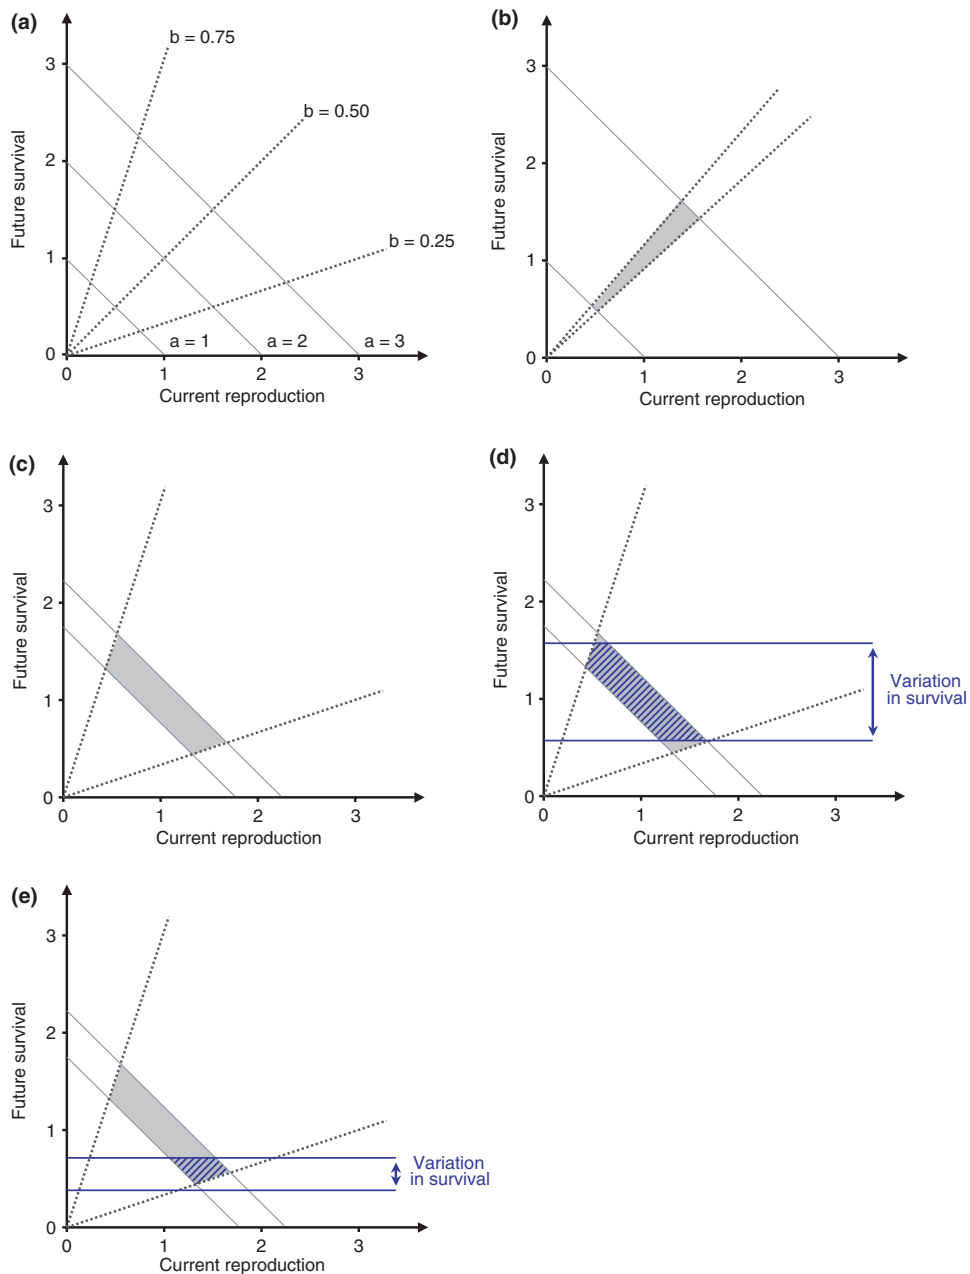 (a)
b = 0.75
b = 0.50
b = 0.25
a = 1
a = 2
a = 3
3
2
1
0
0
1
2
3
Future survival
Current reproduction
(b)
3
2
1
0
0
1
2
3
Future survival
Current reproduction
(c)
3
2
1
0
0
1
2
3
Future survival
Current reproduction
(d)
3
2
1
0
0
1
2
3
Future survival
Current reproduction
Variation
in survival
(e)
3
2
1
0
0
1
2
3
Future survival
Current reproduction
Variation
in survival